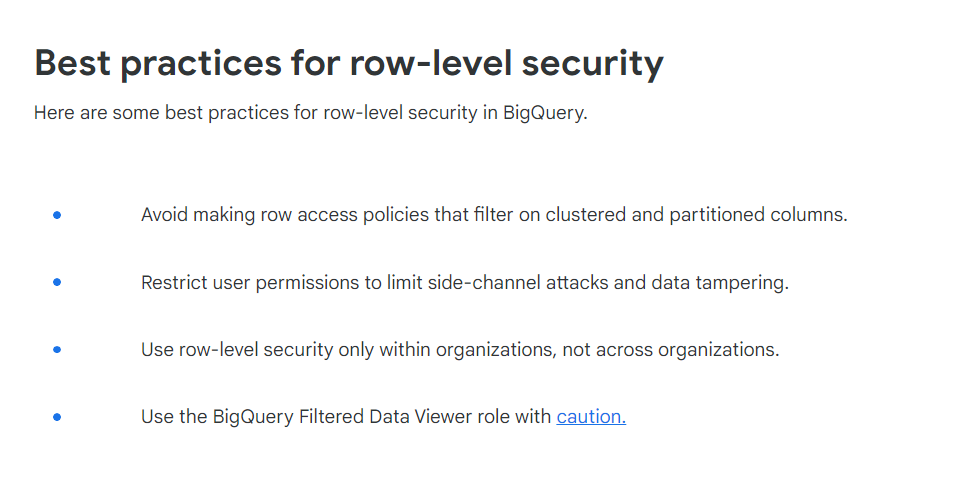 Best practices for row-level security
Here are some best practices for row-level security in BigQuery.
Avoid making row access policies that filter on clustered and partitioned columns.
Restrict user permissions to limit side-channel attacks and data tampering.
Use row-level security only within organizations, not across organizations.
Use the BigQuery Filtered Data Viewer role with caution.